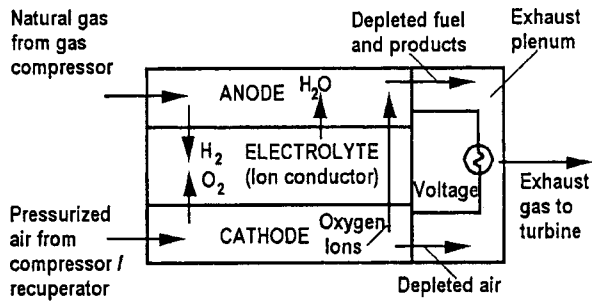 Natural gas
from gas
compressor
Depleted fuel
and products
Exhaust
plenum
ANODE H₂O
H₂
O₂
ELECTROLYTE
(Ion conductor)
Voltage
Exhaust
gas to
turbine
Pressurized
air from
compressor /
recuperator
CATHODE
Oxygen
Ions
Depleted air